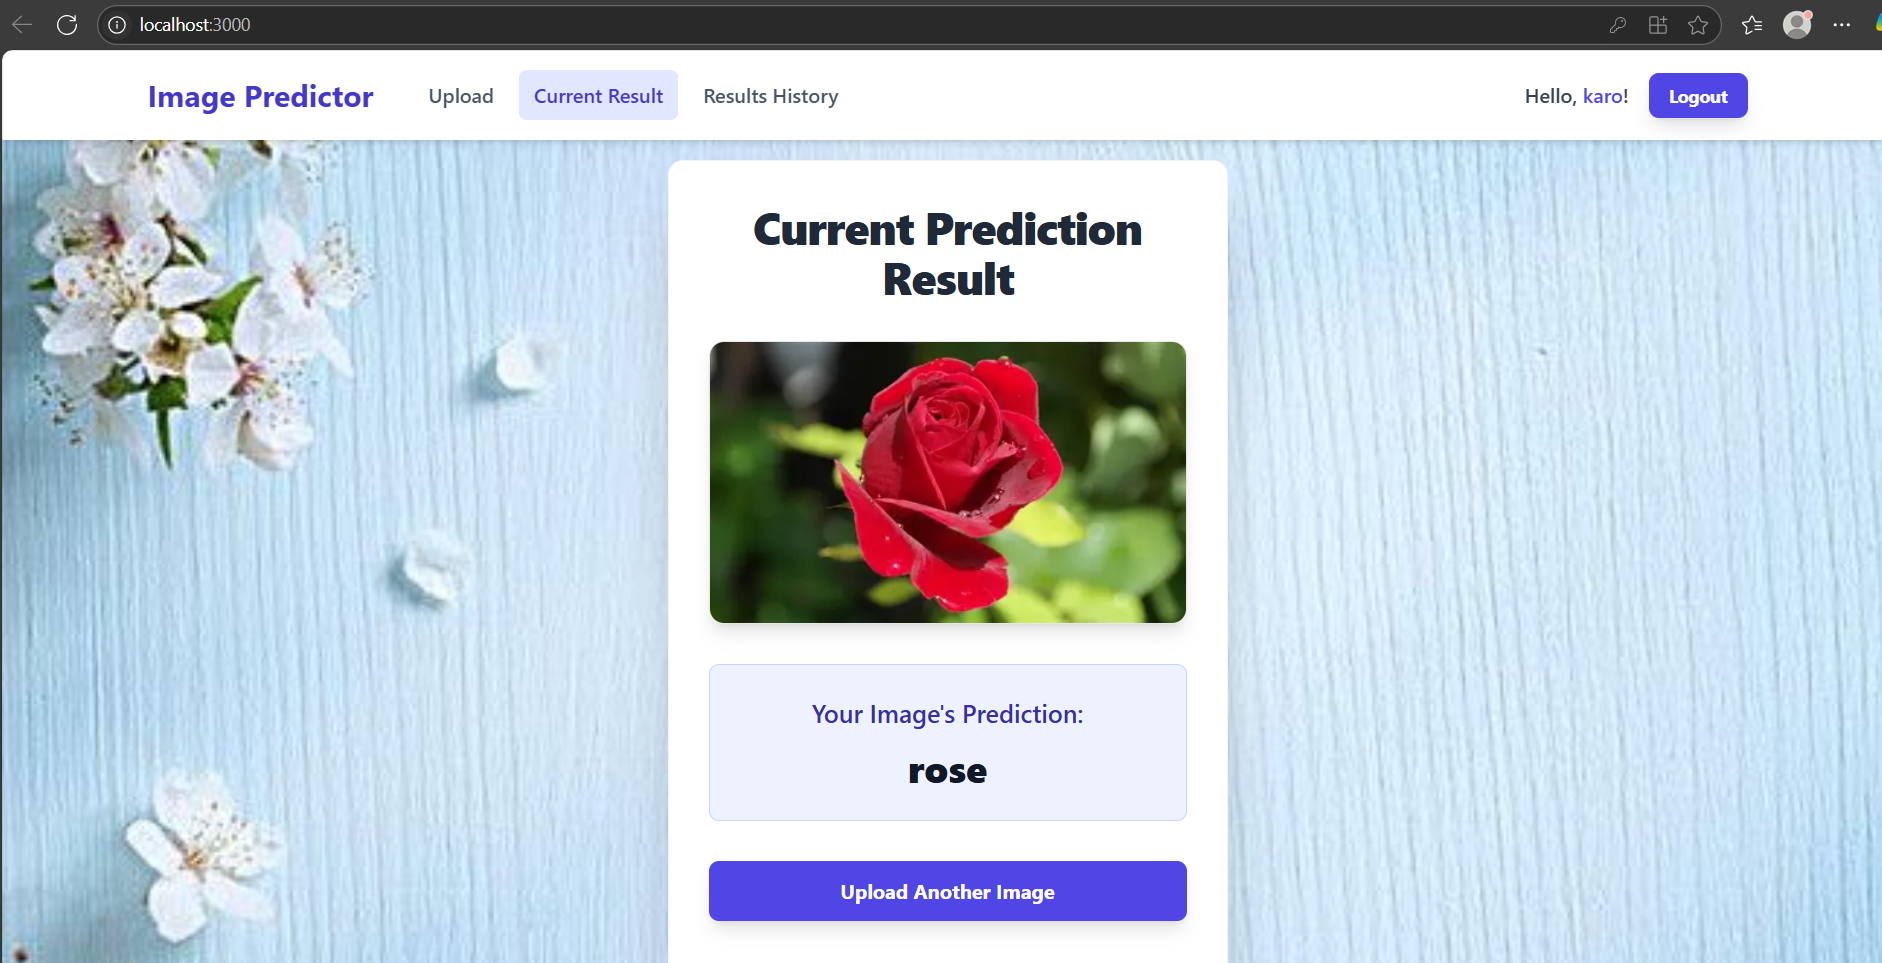 localhost:3000
Image Predictor
Upload
Current Result
Results History
Hello, karo!
Logout
Current Prediction
Result
Your Image's Prediction:
rose
Upload Another Image